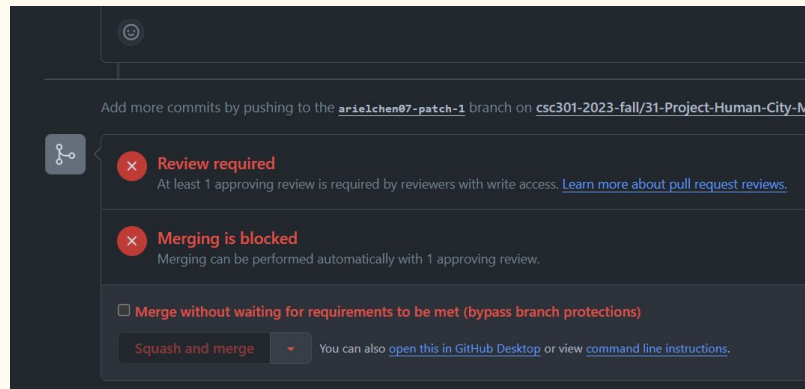 Add more commits by pushing to the arielchen07-patch-1 branch on csc301-2023-fall/31-Project-Human-City-M
Review required
At least 1 approving review is required by reviewers with write access. Learn more about pull request reviews.
Merging is blocked
Merging can be performed automatically with 1 approving review.
Merge without waiting for requirements to be met (bypass branch protections)
Squash and merge You can also open this in GitHub Desktop or view command line instructions.